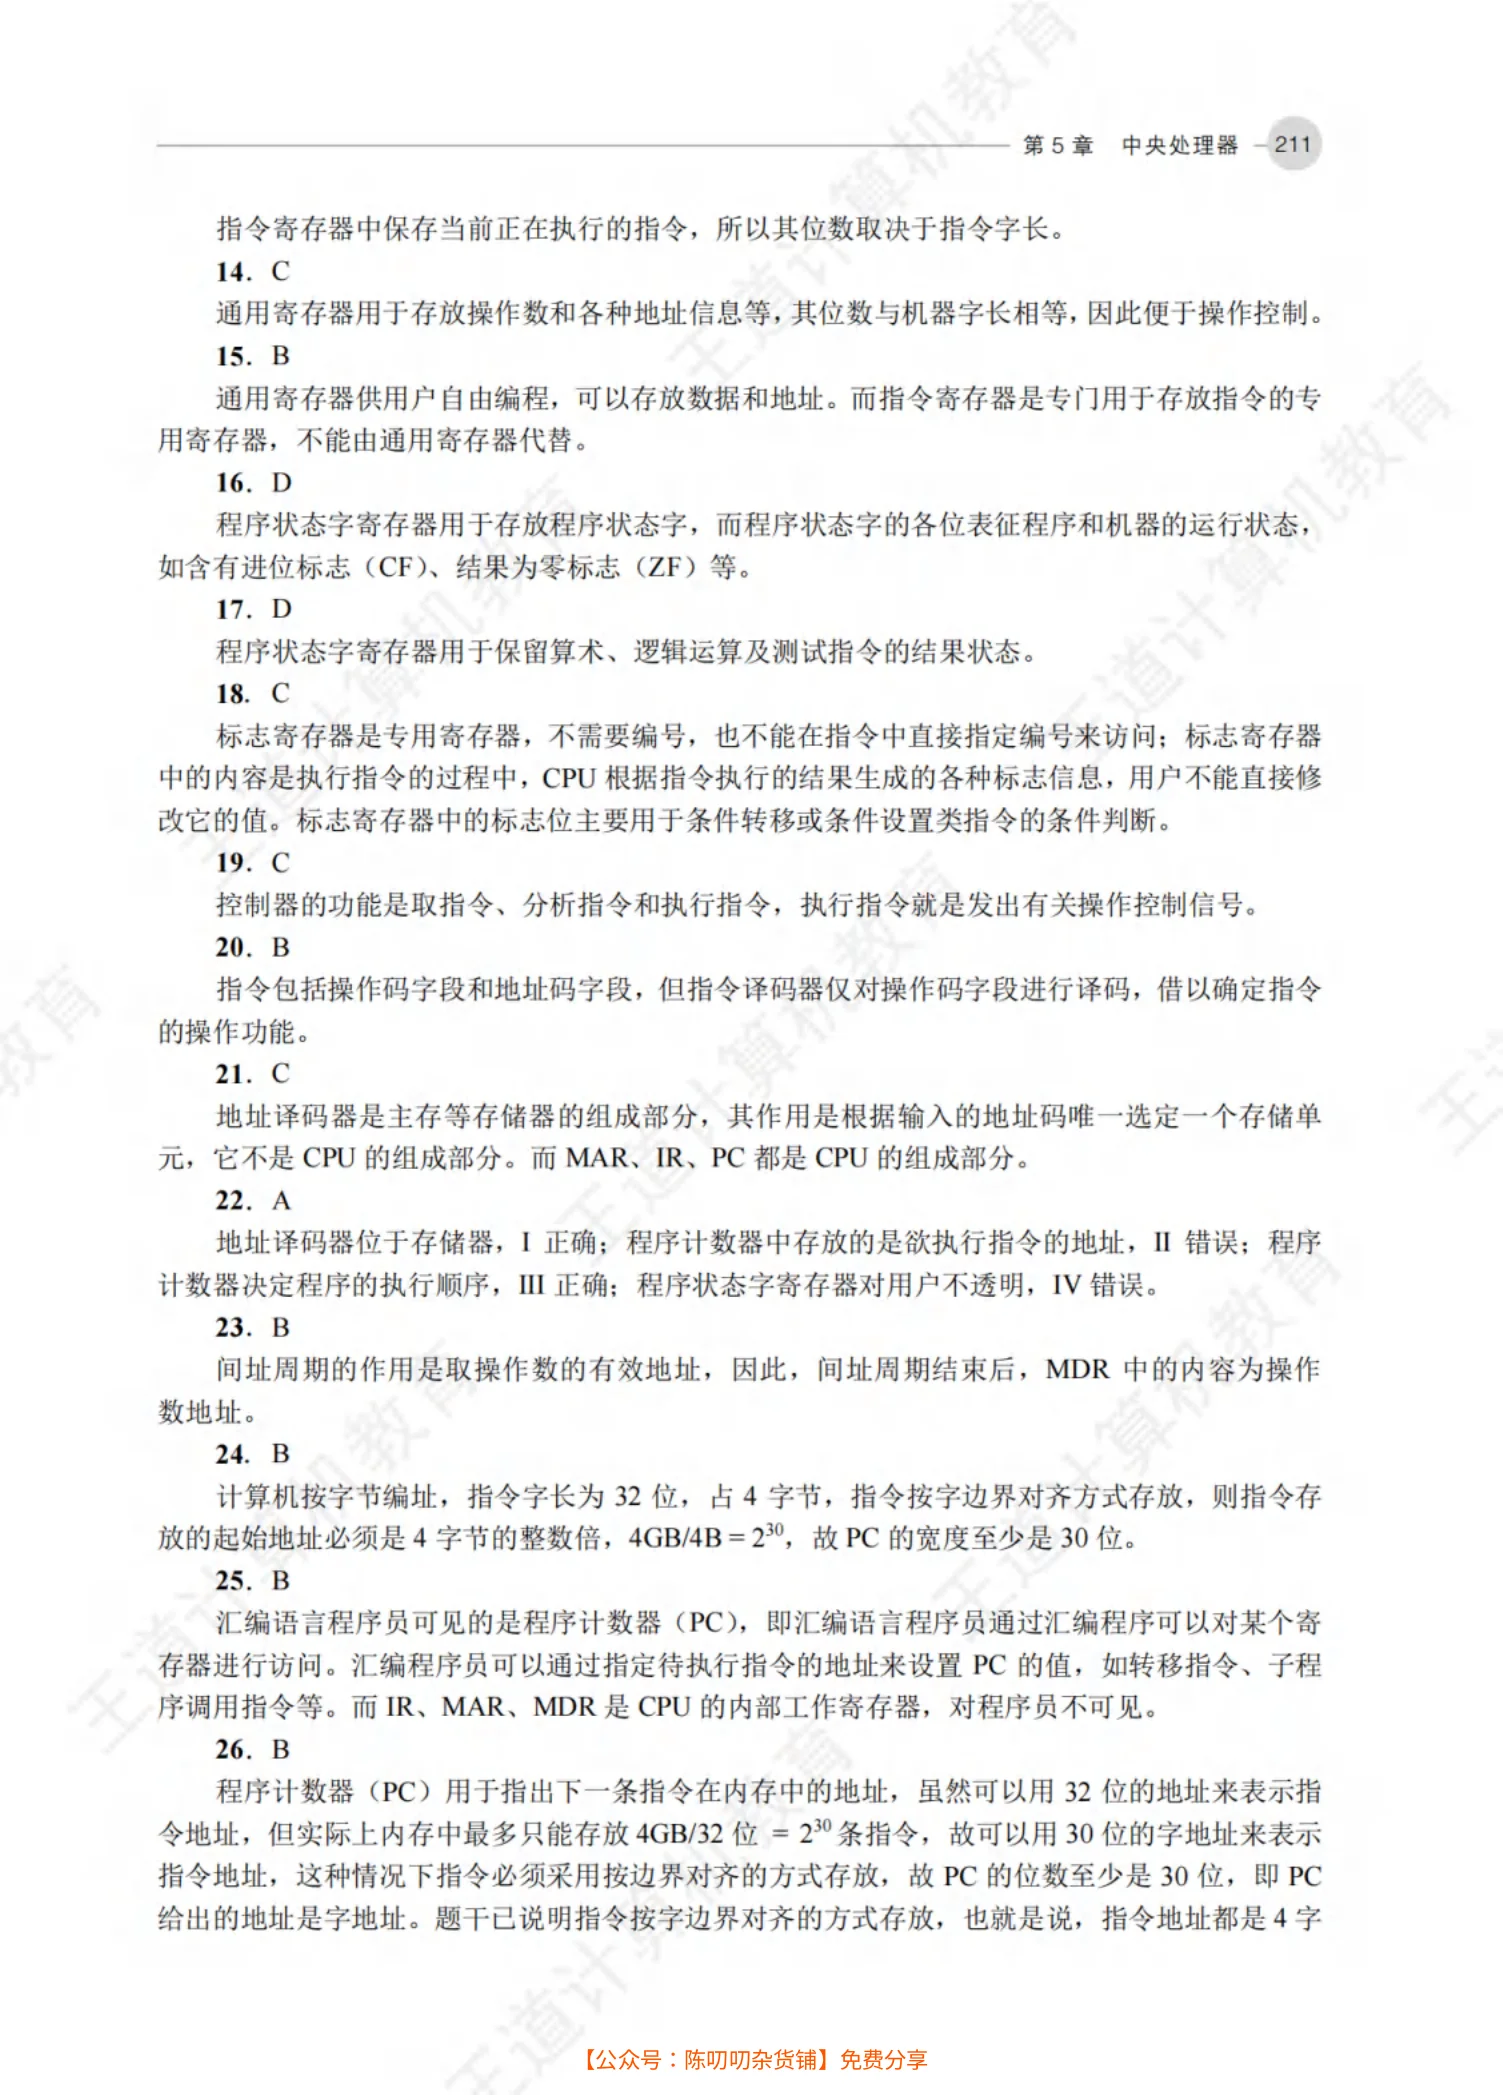 第 5 章 中央处理器 211
指令寄存器中保存当前正在执行的指令，所以其位数取决于指令字长。
14. C
通用寄存器用于存放操作数和各种地址信息等，其位数与机器字长相等，因此便于操作控制。
15. B
通用寄存器供用户自由编程，可以存放数据和地址。而指令寄存器是专门用于存放指令的专
用寄存器，不能由通用寄存器代替。
16. D
程序状态字寄存器用于存放程序状态字，而程序状态字的各位表征程序和机器的运行状态，
如含有进位标志（CF）、结果为零标志（ZF）等。
17. D
程序状态字寄存器用于保留算术、逻辑运算及测试指令的结果状态。
18. C
标志寄存器是专用寄存器，不需要编号，也不能在指令中直接指定编号来访问；标志寄存器
中的内容是执行指令的过程中，CPU 根据指令执行的结果生成的各种标志信息，用户不能直接修
改它的值。标志寄存器中的标志位主要用于条件转移或条件设置类指令的条件判断。
19. C
控制器的功能是取指令、分析指令和执行指令，执行指令就是发出有关操作控制信号。
20. B
指令包括操作码字段和地址码字段，但指令译码器仅对操作码字段进行译码，借以确定指令
的操作功能。
21. C
地址译码器是主存等存储器的组成部分，其作用是根据输入的地址码唯一选定一个存储单
元，它不是 CPU 的组成部分。而 MAR、IR、PC 都是 CPU 的组成部分。
22. A
地址译码器位于存储器，I 正确；程序计数器中存放的是欲执行指令的地址，II 错误；程序
计数器决定程序的执行顺序，III 正确；程序状态字寄存器对用户不透明，IV 错误。
23. B
间址周期的作用是取操作数的有效地址，因此，间址周期结束后，MDR 中的内容为操作
数地址。
24. B
计算机按字节编址，指令字长为 32 位，占 4 字节，指令按字边界对齐方式存放，则指令存
放的起始地址必须是 4 字节的整数倍，4GB/4B = 2³⁰，故 PC 的宽度至少是 30 位。
25. B
汇编语言程序员可见的是程序计数器（PC），即汇编语言程序员通过汇编程序可以对某个寄
存器进行访问。汇编程序员可以通过指定待执行指令的地址来设置 PC 的值，如转移指令、子程
序调用指令等。而 IR、MAR、MDR 是 CPU 的内部工作寄存器，对程序员不可见。
26. B
程序计数器（PC）用于指出下一条指令在内存中的地址，虽然可以用 32 位的地址来表示指
令地址，但实际上内存中最多只能存放 4GB/32 位 = 2³⁰ 条指令，故可以用 30 位的字地址来表示
指令地址，这种情况下指令必须采用按边界对齐的方式存放，故 PC 的位数至少是 30 位，即 PC
给出的地址是字地址。题干已说明指令按字边界对齐的方式存放，也就是说，指令地址都是 4 字
【公众号：陈叨叨杂货铺】免费分享
王道计算机教育